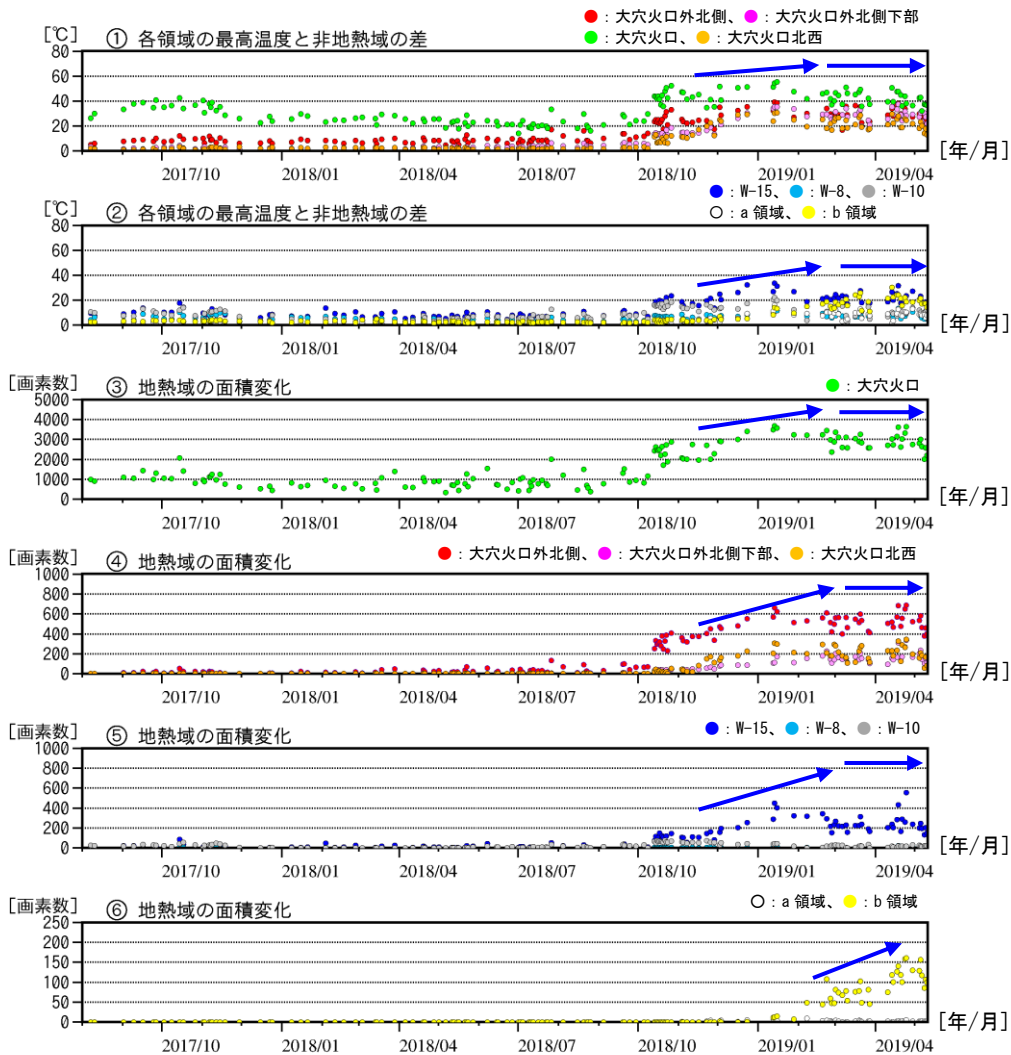 ●：大穴火口外北側、●：大穴火口外北側下部
[℃] ① 各領域の最高温度と非地熱域の差 ●：大穴火口、●：大穴火口北西
80
60
40
20
0
2017/10 2018/01 2018/04 2018/07 2018/10 2019/01 2019/04 [年/月]
●：W-15、●：W-8、●：W-10
[℃] ② 各領域の最高温度と非地熱域の差 ○：a 領域、●：b 領域
80
60
40
20
0
2017/10 2018/01 2018/04 2018/07 2018/10 2019/01 2019/04 [年/月]
[画素数] ③ 地熱域の面積変化 ●：大穴火口
5000
4000
3000
2000
1000
0
2017/10 2018/01 2018/04 2018/07 2018/10 2019/01 2019/04 [年/月]
[画素数] ④ 地熱域の面積変化 ●：大穴火口外北側、●：大穴火口外北側下部、●：大穴火口北西
1000
800
600
400
200
0
2017/10 2018/01 2018/04 2018/07 2018/10 2019/01 2019/04 [年/月]
[画素数] ⑤ 地熱域の面積変化 ●：W-15、●：W-8、●：W-10
1000
800
600
400
200
0
2017/10 2018/01 2018/04 2018/07 2018/10 2019/01 2019/04 [年/月]
[画素数] ⑥ 地熱域の面積変化 ○：a 領域、●：b 領域
250
200
150
100
50
0
2017/10 2018/01 2018/04 2018/07 2018/10 2019/01 2019/04 [年/月]